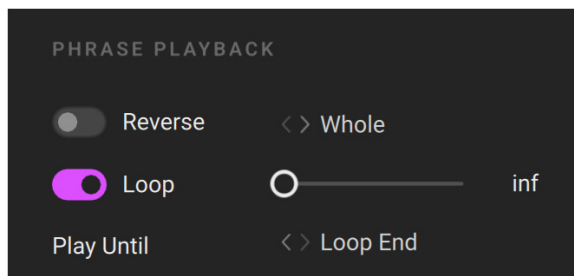 PHRASE PLAYBACK
Reverse < > Whole
Loop inf
Play Until < > Loop End